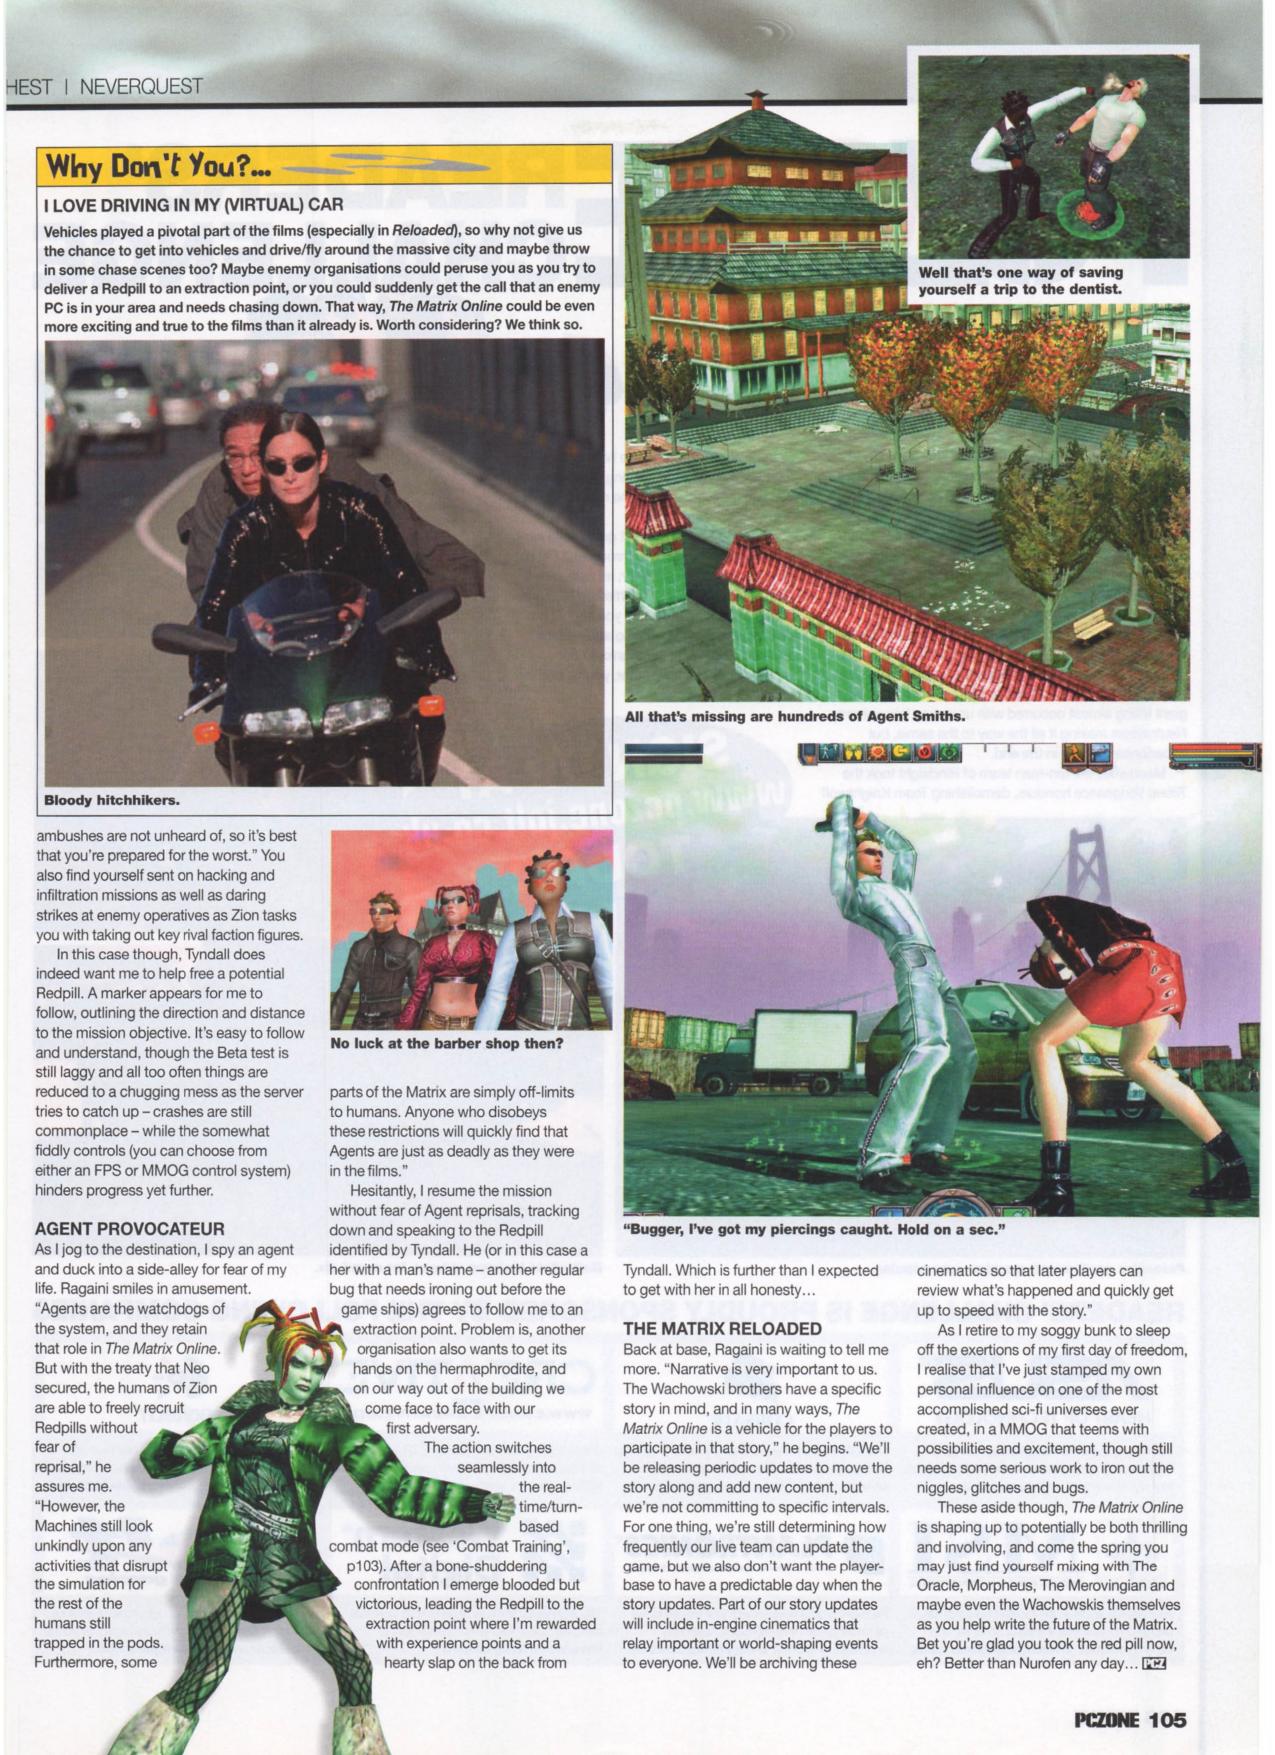 HEST | NEVERQUEST
Why Don't You?...
I LOVE DRIVING IN MY (VIRTUAL) CAR
Vehicles played a pivotal part of the films (especially in Reloaded), so why not give us
the chance to get into vehicles and drive/fly around the massive city and maybe throw
in some chase scenes too? Maybe enemy organisations could peruse you as you try to
deliver a Redpill to an extraction point, or you could suddenly get the call that an enemy
PC is in your area and needs chasing down. That way, The Matrix Online could be even
more exciting and true to the films than it already is. Worth considering? We think so.
Bloody hitchhikers.
Well that's one way of saving
yourself a trip to the dentist.
All that's missing are hundreds of Agent Smiths.
ambushes are not unheard of, so it's best
that you're prepared for the worst.” You
also find yourself sent on hacking and
infiltration missions as well as daring
strikes at enemy operatives as Zion tasks
you with taking out key rival faction figures.
In this case though, Tyndall does
indeed want me to help free a potential
Redpill. A marker appears for me to
follow, outlining the direction and distance
to the mission objective. It's easy to follow
and understand, though the Beta test is
still laggy and all too often things are
reduced to a chugging mess as the server
tries to catch up – crashes are still
commonplace – while the somewhat
fiddly controls (you can choose from
either an FPS or MMOG control system)
hinders progress yet further.
AGENT PROVOCATEUR
As I jog to the destination, I spy an agent
and duck into a side-alley for fear of my
life. Ragaini smiles in amusement.
“Agents are the watchdogs of
the system, and they retain
that role in The Matrix Online.
But with the treaty that Neo
secured, the humans of Zion
are able to freely recruit
Redpills without
fear of
reprisal,” he
assures me.
“However, the
Machines still look
unkindly upon any
activities that disrupt
the simulation for
the rest of the
humans still
trapped in the pods.
Furthermore, some
No luck at the barber shop then?
parts of the Matrix are simply off-limits
to humans. Anyone who disobeys
these restrictions will quickly find that
Agents are just as deadly as they were
in the films.”
Hesitantly, I resume the mission
without fear of Agent reprisals, tracking
down and speaking to the Redpill
identified by Tyndall. He (or in this case a
her with a man's name – another regular
bug that needs ironing out before the
game ships) agrees to follow me to an
extraction point. Problem is, another
organisation also wants to get its
hands on the hermaphrodite, and
on our way out of the building we
come face to face with our
first adversary.
The action switches
seamlessly into
the real-
time/turn-
based
combat mode (see ‘Combat Training’,
p103). After a bone-shuddering
confrontation I emerge blooded but
victorious, leading the Redpill to the
extraction point where I'm rewarded
with experience points and a
hearty slap on the back from
“Bugger, I've got my piercings caught. Hold on a sec.”
Tyndall. Which is further than I expected
to get with her in all honesty…
THE MATRIX RELOADED
Back at base, Ragaini is waiting to tell me
more. “Narrative is very important to us.
The Wachowski brothers have a specific
story in mind, and in many ways, The
Matrix Online is a vehicle for the players to
participate in that story,” he begins. “We'll
be releasing periodic updates to move the
story along and add new content, but
we're not committing to specific intervals.
For one thing, we're still determining how
frequently our live team can update the
game, but we also don't want the player-
base to have a predictable day when the
story updates. Part of our story updates
will include in-engine cinematics that
relay important or world-shaping events
to everyone. We'll be archiving these
cinematics so that later players can
review what's happened and quickly get
up to speed with the story.”
As I retire to my soggy bunk to sleep
off the exertions of my first day of freedom,
I realise that I've just stamped my own
personal influence on one of the most
accomplished sci-fi universes ever
created, in a MMOG that teems with
possibilities and excitement, though still
needs some serious work to iron out the
niggles, glitches and bugs.
These aside though, The Matrix Online
is shaping up to potentially be both thrilling
and involving, and come the spring you
may just find yourself mixing with The
Oracle, Morpheus, The Merovingian and
maybe even the Wachowskis themselves
as you help write the future of the Matrix.
Bet you're glad you took the red pill now,
eh? Better than Nurofen any day… PCZ
PCZONE 105